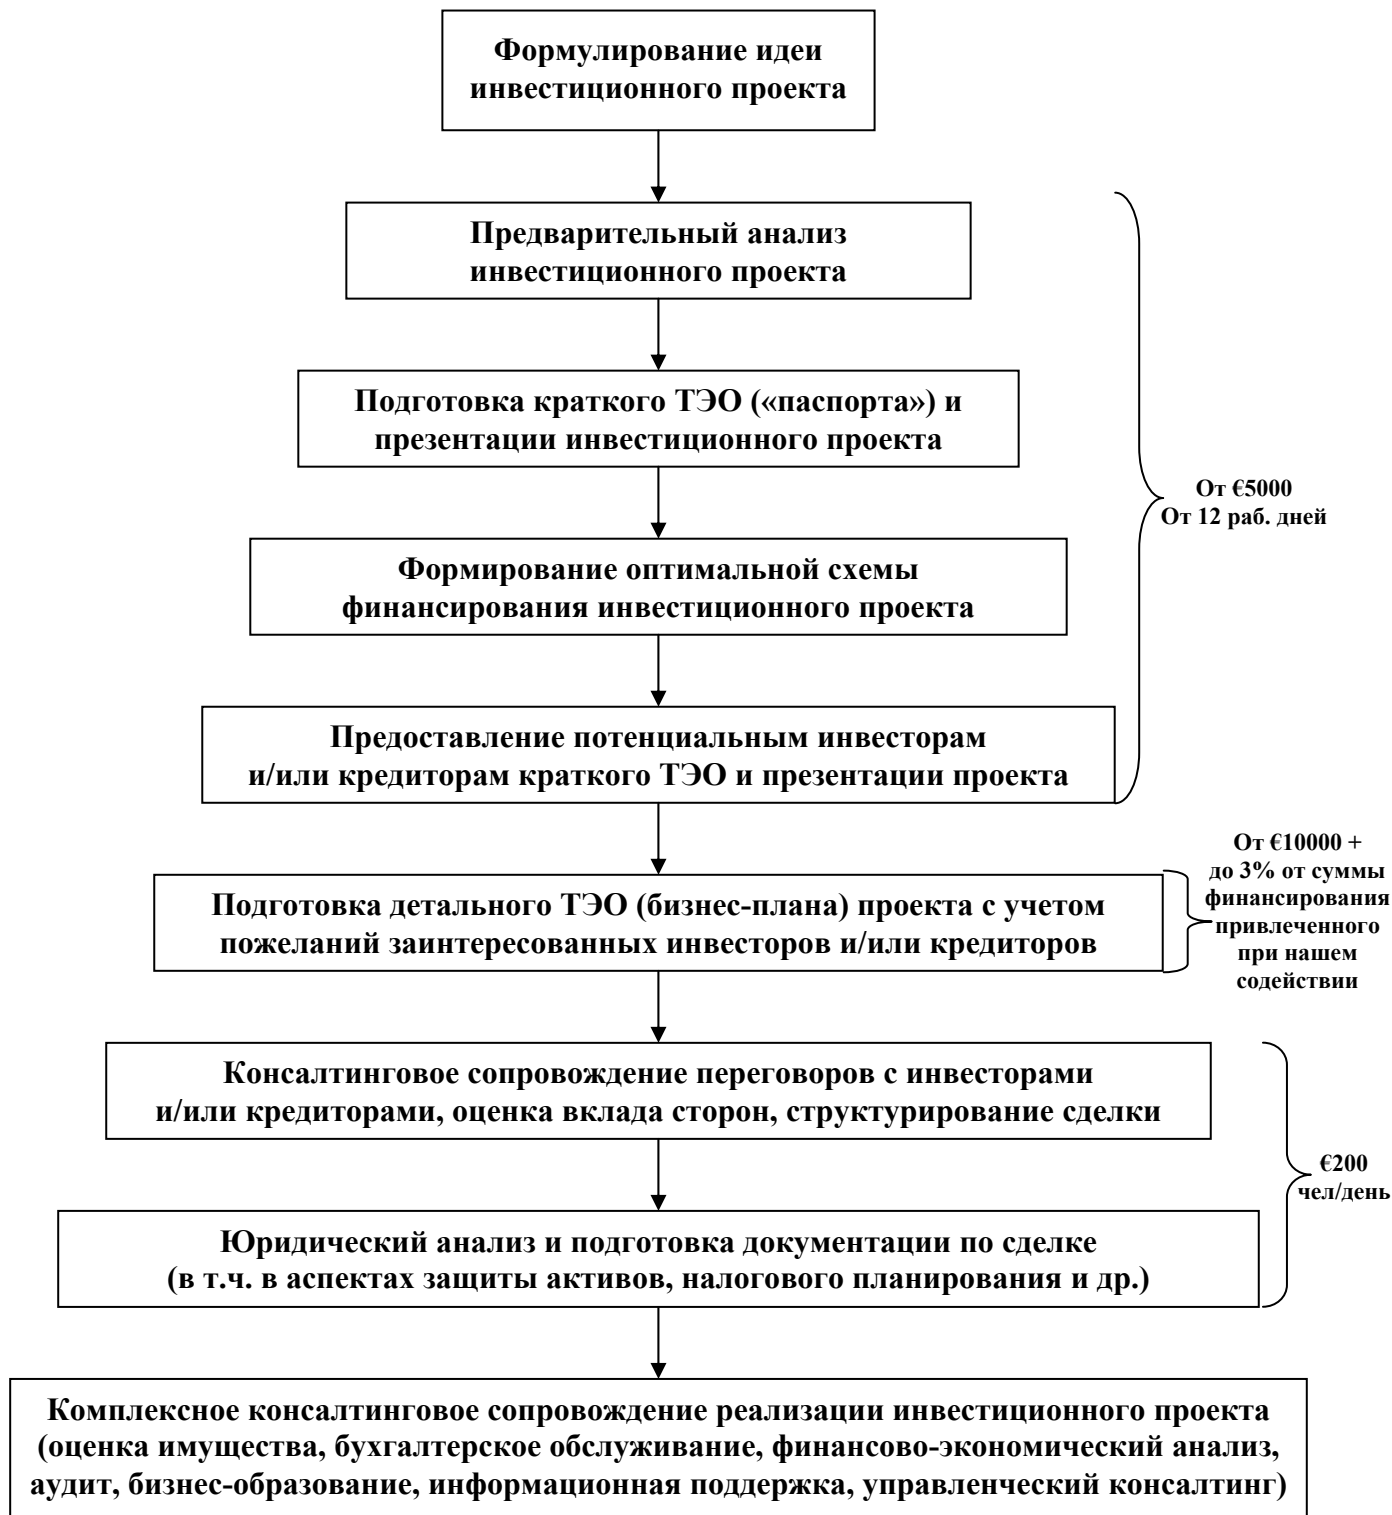 Формулирование идеи
инвестиционного проекта
Предварительный анализ
инвестиционного проекта
Подготовка краткого ТЭО («паспорта») и
презентации инвестиционного проекта
Формирование оптимальной схемы
финансирования инвестиционного проекта
Предоставление потенциальным инвесторам
и/или кредиторам краткого ТЭО и презентации проекта
От €5000
От 12 раб. дней
Подготовка детального ТЭО (бизнес-плана) проекта с учетом
пожеланий заинтересованных инвесторов и/или кредиторов
От €10000 +
до 3% от суммы
финансирования
привлеченного
при нашем
содействии
Консалтинговое сопровождение переговоров с инвесторами
и/или кредиторами, оценка вклада сторон, структурирование сделки
Юридический анализ и подготовка документации по сделке
(в т.ч. в аспектах защиты активов, налогового планирования и др.)
€200
чел/день
Комплексное консалтинговое сопровождение реализации инвестиционного проекта
(оценка имущества, бухгалтерское обслуживание, финансово-экономический анализ,
аудит, бизнес-образование, информационная поддержка, управленческий консалтинг)